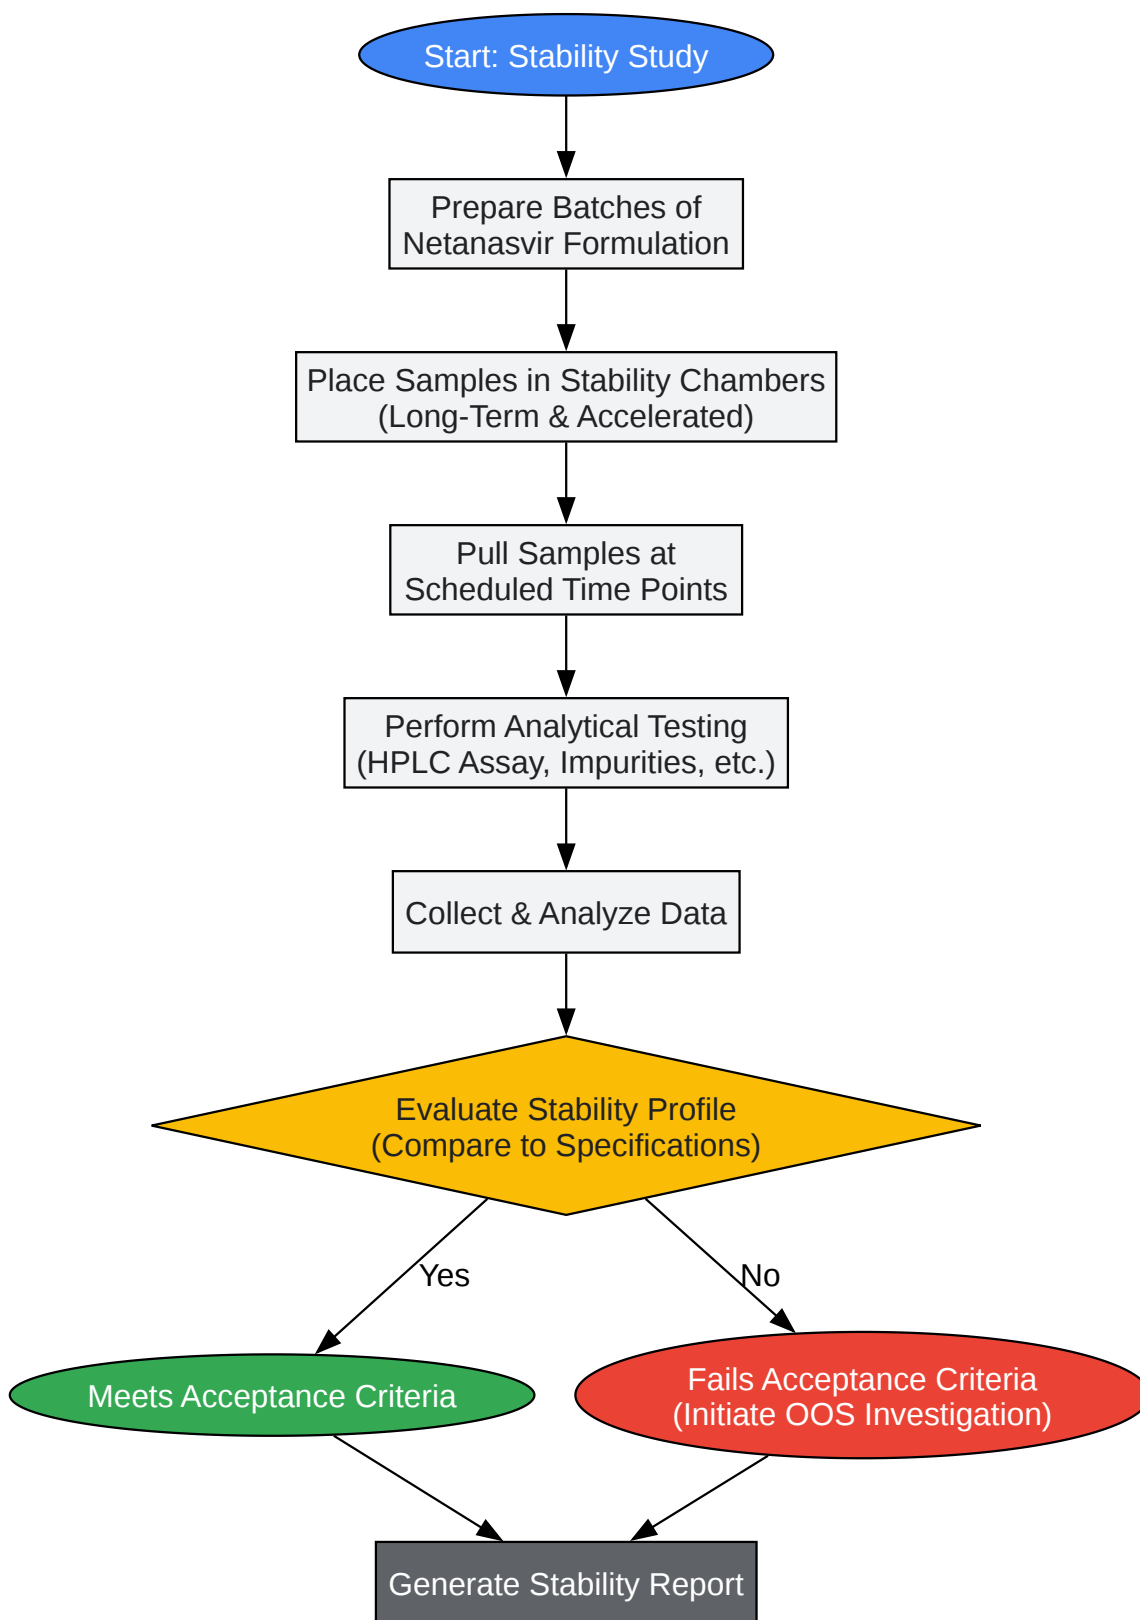 Start: Stability Study
Prepare Batches of
Netanasvir Formulation
Place Samples in Stability Chambers
(Long-Term & Accelerated)
Pull Samples at
Scheduled Time Points
Perform Analytical Testing
(HPLC Assay, Impurities, etc.)
Collect & Analyze Data
Evaluate Stability Profile
(Compare to Specifications)
Yes
No
Meets Acceptance Criteria
Fails Acceptance Criteria
(Initiate OOS Investigation)
Generate Stability Report